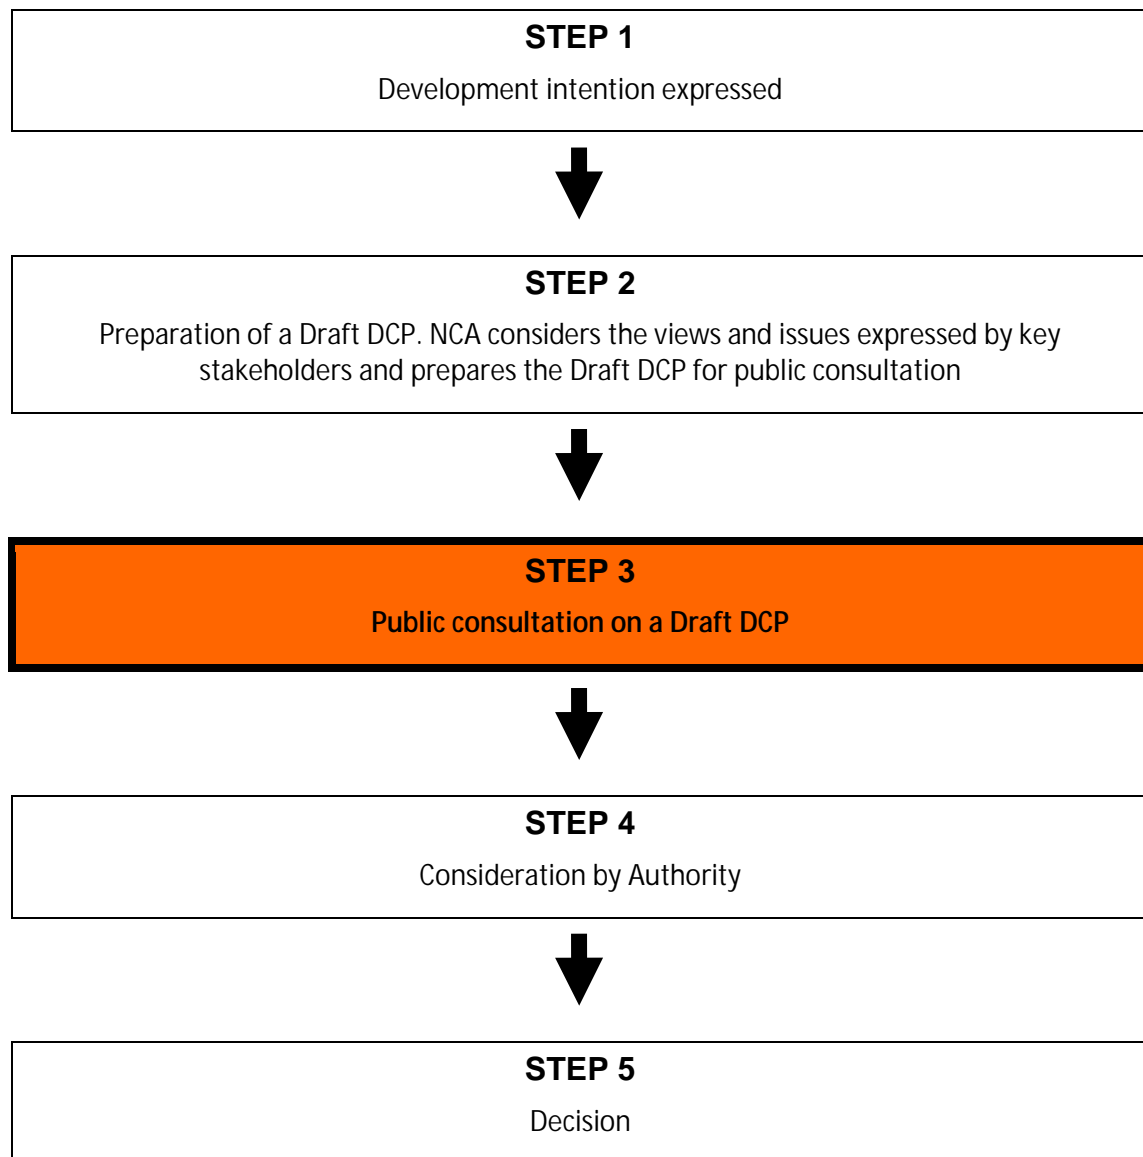 STEP 1
Development intention expressed
STEP 2
Preparation of a Draft DCP. NCA considers the views and issues expressed by key
stakeholders and prepares the Draft DCP for public consultation
STEP 3
Public consultation on a Draft DCP
STEP 4
Consideration by Authority
STEP 5
Decision